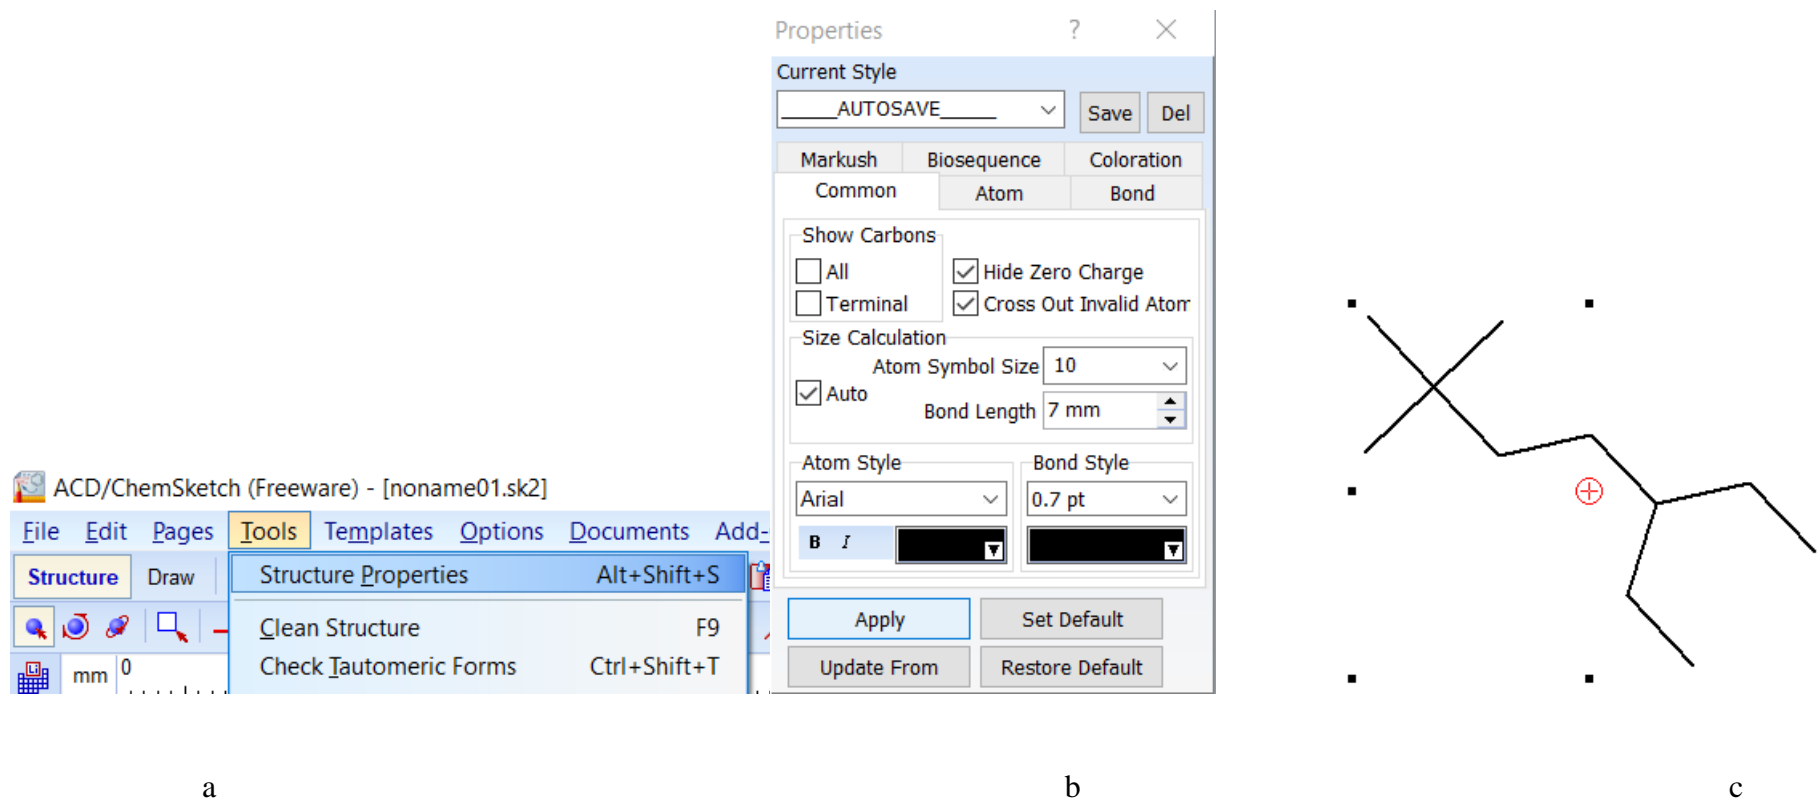 ACD/ChemSketch (Freeware) - [noname01.sk2]
File Edit Pages Tools Templates Options Documents Add-
Structure Draw
Structure Properties Alt+Shift+S
Clean Structure F9
Check Tautomeric Forms Ctrl+Shift+T
Li
mm 0
Properties ? ×
Current Style
_____AUTOSAVE_____ Save Del
Markush Biosequence Coloration
Common Atom Bond
Show Carbons
All Hide Zero Charge
Terminal Cross Out Invalid Atom
Size Calculation
Atom Symbol Size 10
Auto
Bond Length 7 mm
Atom Style Bond Style
Arial 0.7 pt
B I
Apply Set Default
Update From Restore Default
a b c